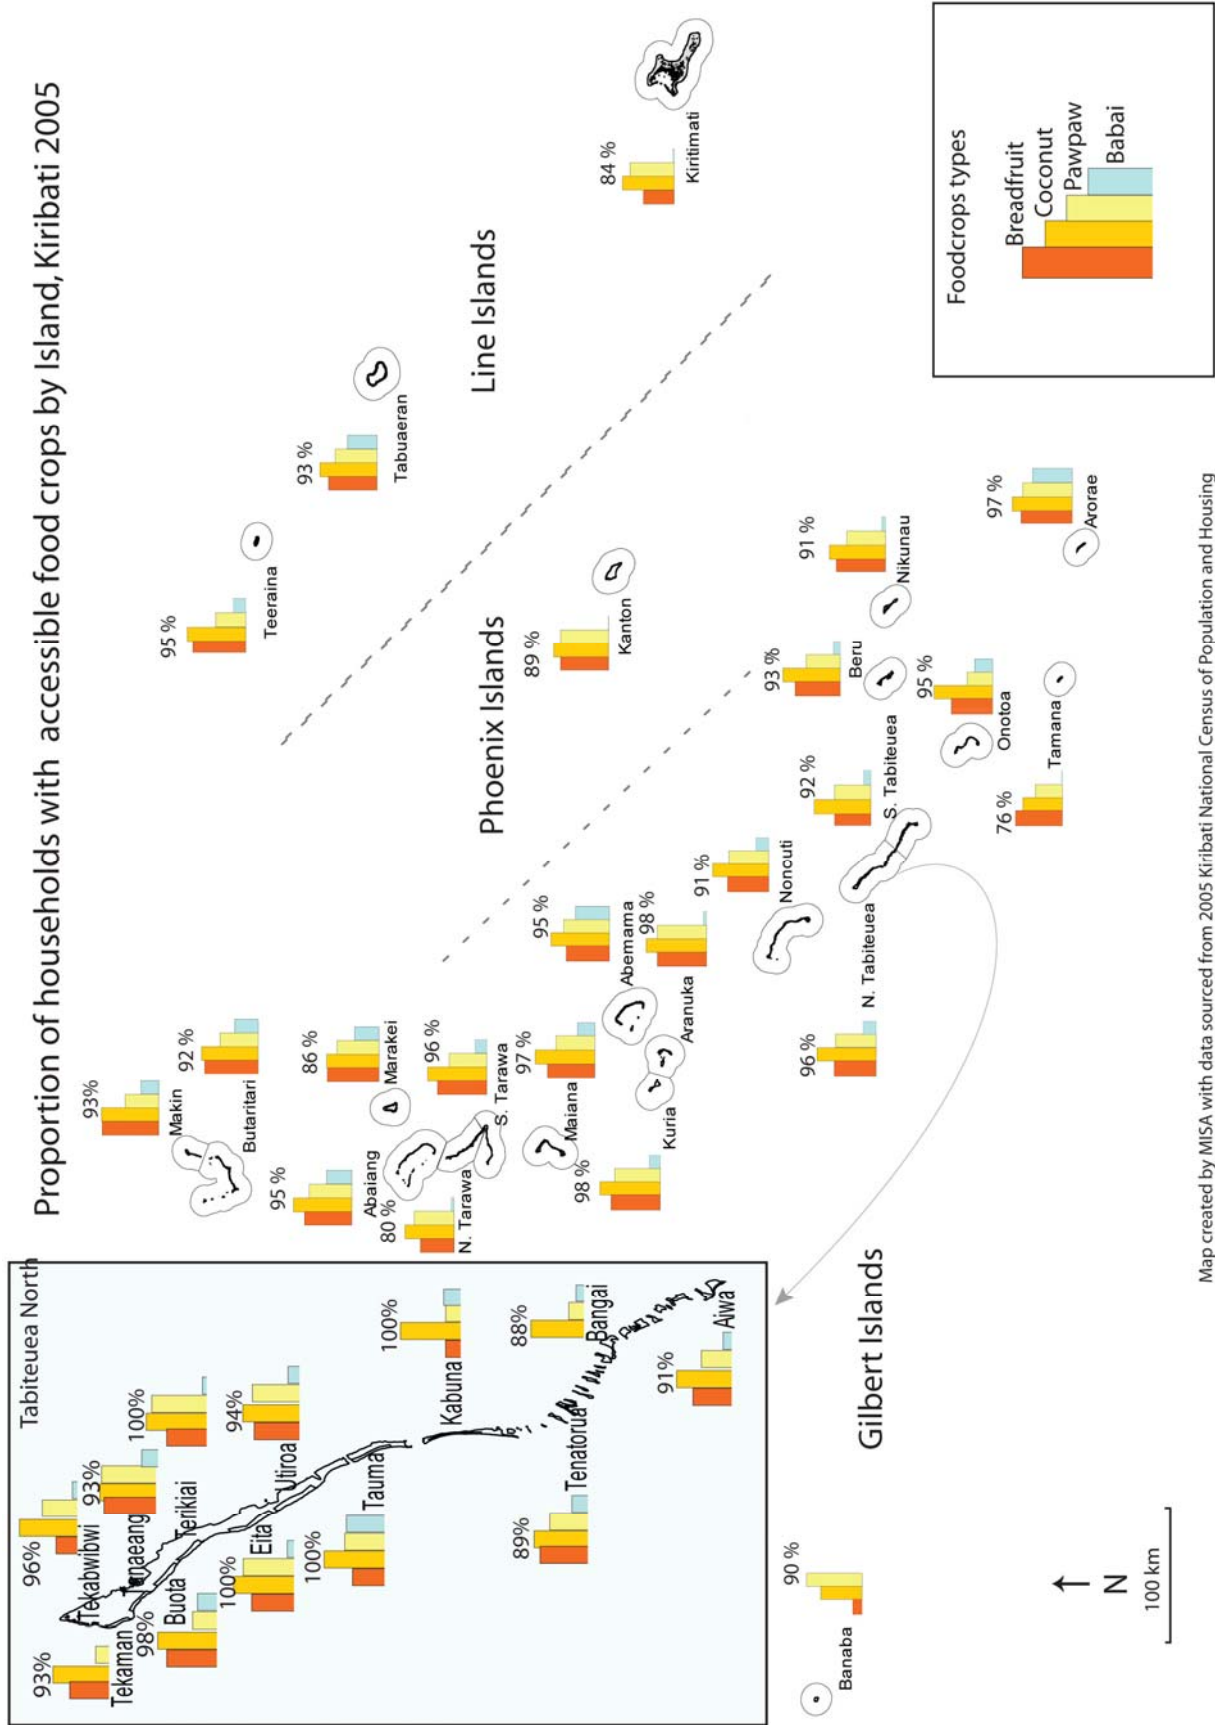 Proportion of households with accessible food crops by Island, Kiribati 2005
Tabiteuea North
96%
Tekabwibwi
93%
100%
Terikiai
94%
Utiroa
93%
Tekaman
98%
Buota
100%
Eita
100%
Tauma
100%
Kabuna
89%
Tenatorua
88%
Bangai
91%
Aiwa
93%
Makin
92 %
Butaritari
95 %
Abaiang
86 %
Marakei
80 %
N. Tarawa
96 %
S. Tarawa
97 %
Maiana
98 %
Kuria
95 %
Abemama
98 %
Aranuka
91 %
Nonouti
96 %
N. Tabiteuea
92 %
S. Tabiteuea
93 %
Beru
91 %
Nikunau
95 %
Onotoa
76 %
Tamana
97 %
Arorae
90 %
Banaba
Gilbert Islands
Phoenix Islands
89 %
Kanton
Line Islands
95 %
Teeraina
93 %
Tabuaeran
84 %
Kiritimati
N
100 km
Foodcrops types
Breadfruit
Coconut
Pawpaw
Babai
Map created by MISA with data sourced from 2005 Kiribati National Census of Population and Housing